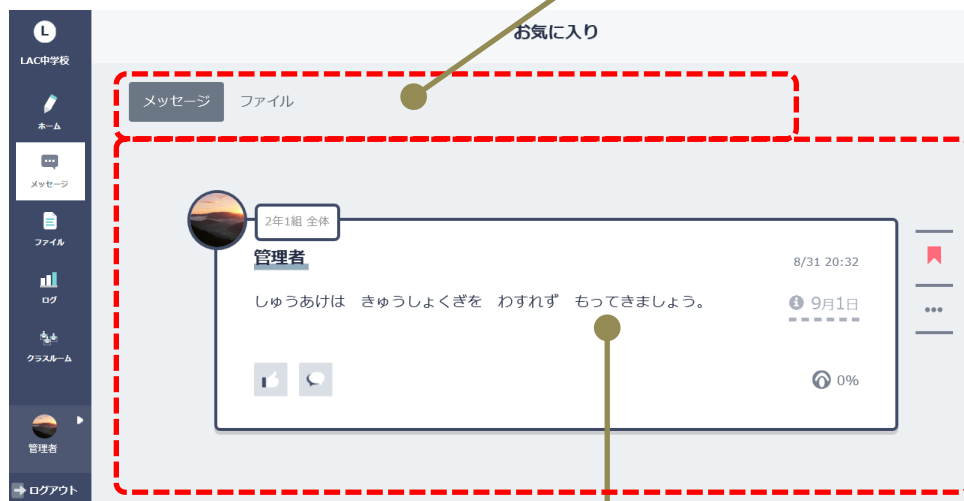 L
LAC中学校
ホーム
メッセージ
ファイル
ログ
クラスルーム
管理者
ログアウト
お気に入り
メッセージ ファイル
2年1組 全体
管理者
8/31 20:32
しゅうあけは きゅうしょくぎを わすれず もってきましょう。
9月1日
0%